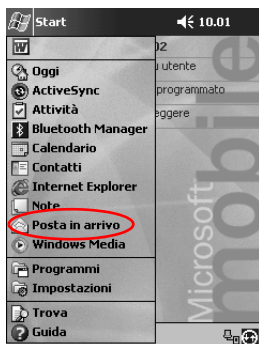 Start 10.01
02
Oggi
utente
ActiveSync
programmato
Attività
eggere
Bluetooth Manager
Calendario
Contatti
Internet Explorer
Note
Posta in arrivo
Windows Media
Programmi
Impostazioni
Trova
Guida
Microsoft
mobile